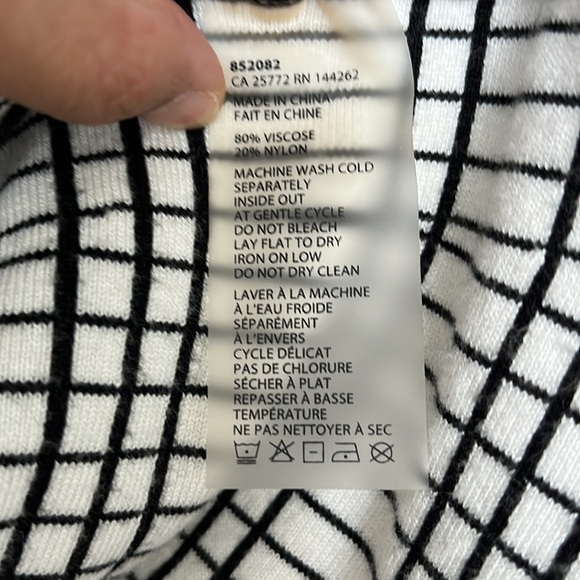 852082
CA 25772 RN 144262
MADE IN CHINA
FAIT EN CHINE
80% VISCOSE
20% NYLON
MACHINE WASH COLD
SEPARATELY
INSIDE OUT
AT GENTLE CYCLE
DO NOT BLEACH
LAY FLAT TO DRY
IRON ON LOW
DO NOT DRY CLEAN
LAVER À LA MACHINE
À L'EAU FROIDE
SÉPARÉMENT
À L'ENVERS
CYCLE DÉLICAT
PAS DE CHLORURE
SÉCHER À PLAT
REPASSER À BASSE
TEMPÉRATURE
NE PAS NETTOYER À SEC